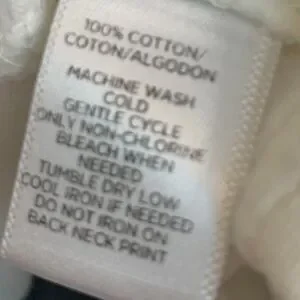 100% COTTON/
COTON/ALGODON
MACHINE WASH
COLD
GENTLE CYCLE
ONLY NON-CHLORINE
BLEACH WHEN
NEEDED
TUMBLE DRY LOW
COOL IRON IF NEEDED
DO NOT IRON ON
BACK NECK PRINT